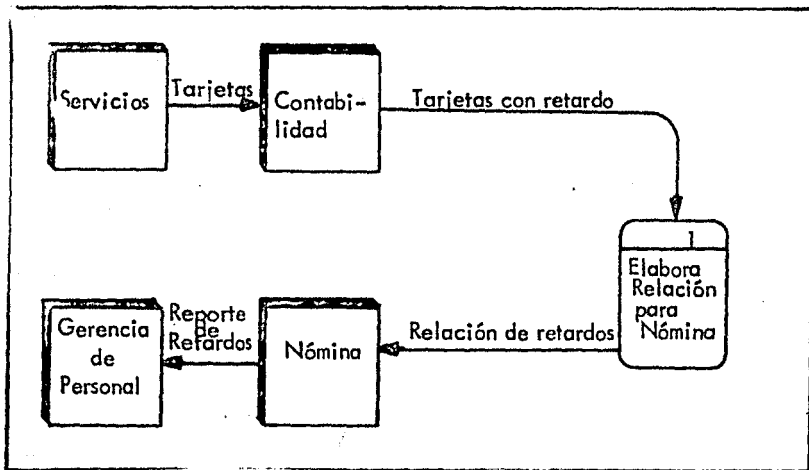 Servicios
Tarjetas
Contabi-
lidad
Tarjetas con retardo
1
Elabora
Relación
para
Nómina
Relación de retardos
Nómina
Reporte
de
Retardos
Gerencia
de
Personal